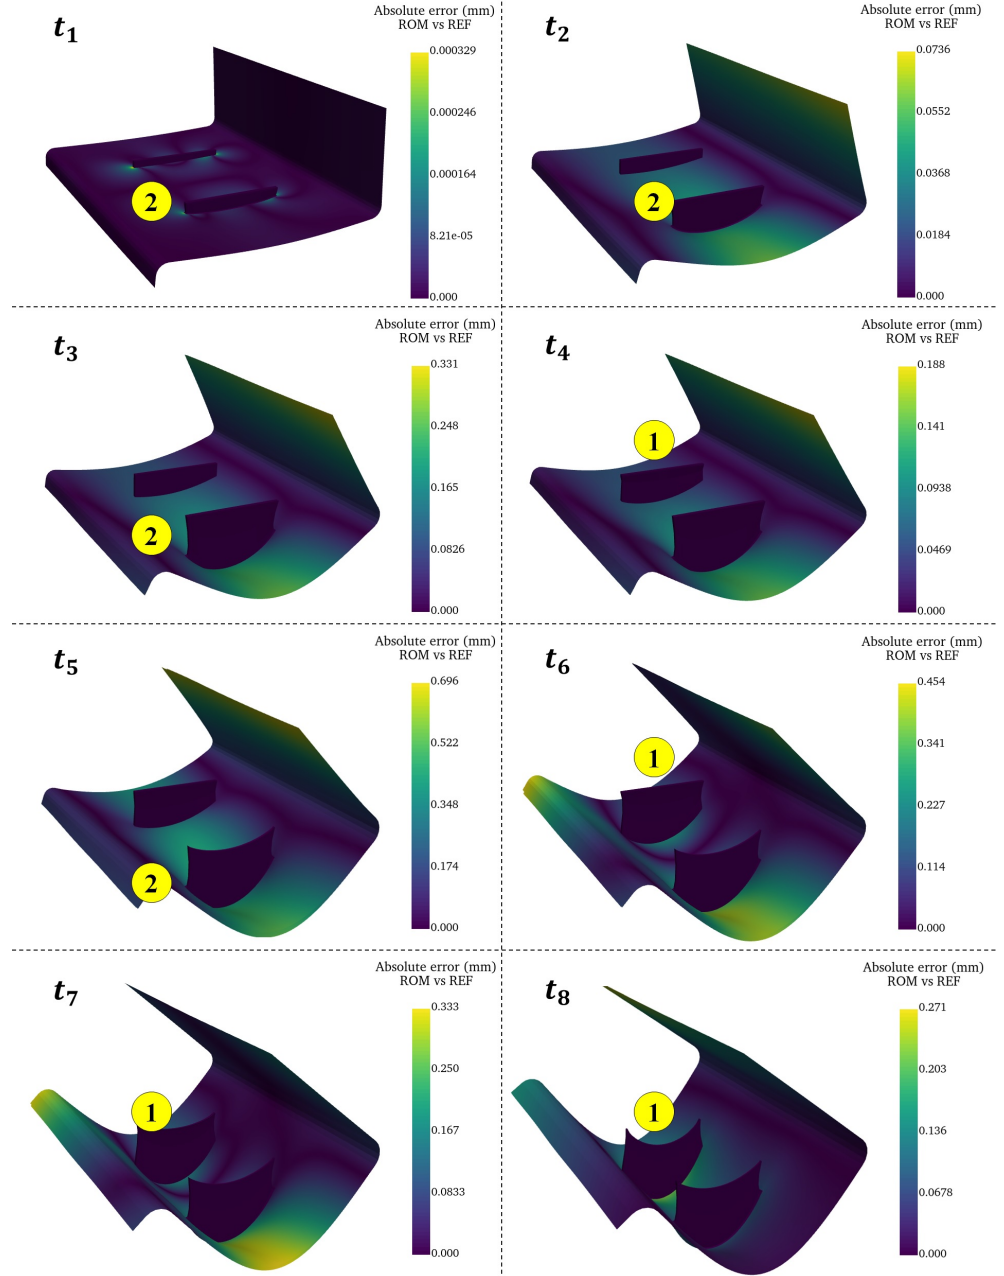 t1
Absolute error (mm)
ROM vs REF
0.000329
0.000246
0.000164
8.21e-05
0.000
2
t2
Absolute error (mm)
ROM vs REF
0.0736
0.0552
0.0368
0.0184
0.000
2
t3
Absolute error (mm)
ROM vs REF
0.331
0.248
0.165
0.0826
0.000
2
t4
Absolute error (mm)
ROM vs REF
0.188
0.141
0.0938
0.0469
0.000
1
t5
Absolute error (mm)
ROM vs REF
0.696
0.522
0.348
0.174
0.000
2
t6
Absolute error (mm)
ROM vs REF
0.454
0.341
0.227
0.114
0.000
1
t7
Absolute error (mm)
ROM vs REF
0.333
0.250
0.167
0.0833
0.000
1
t8
Absolute error (mm)
ROM vs REF
0.271
0.203
0.136
0.0678
0.000
1